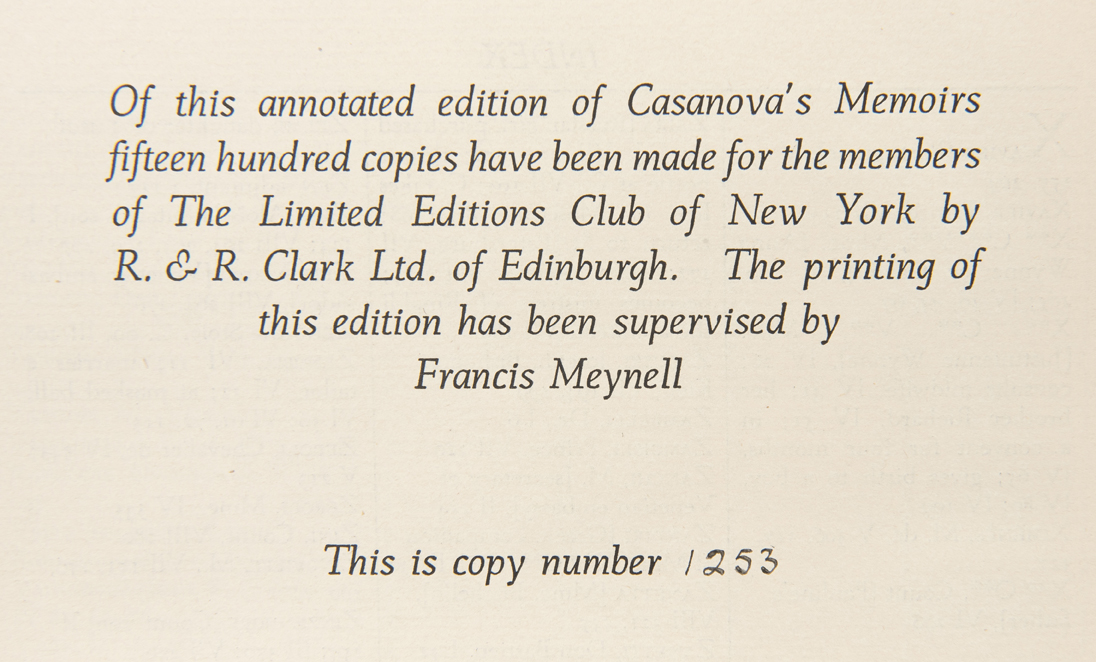 Of this annotated edition of Casanova's Memoirs
fifteen hundred copies have been made for the members
of The Limited Editions Club of New York by
R. & R. Clark Ltd. of Edinburgh. The printing of
this edition has been supervised by
Francis Meynell
This is copy number 1253